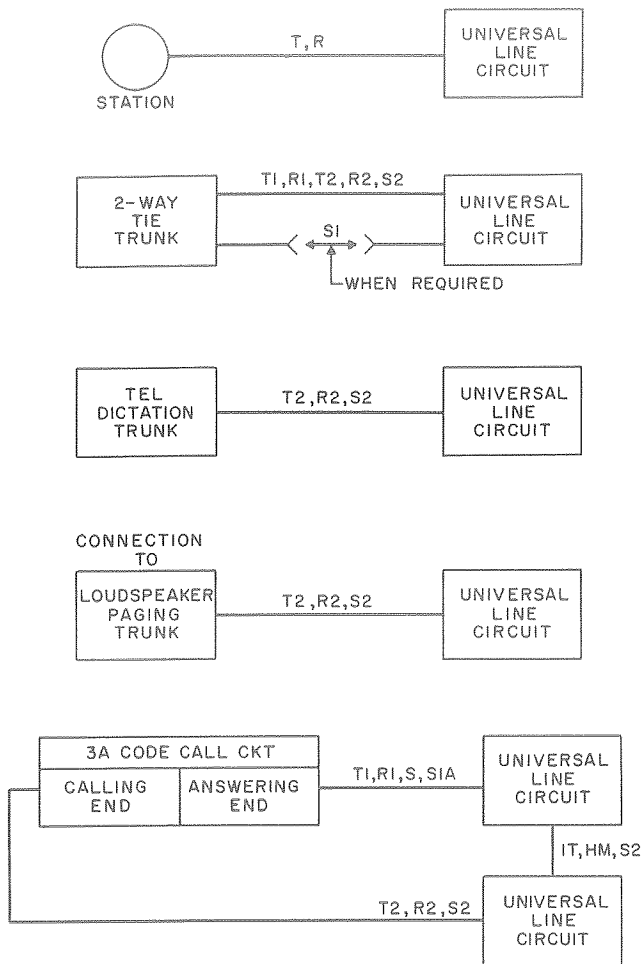 T,R
UNIVERSAL
LINE
CIRCUIT
STATION
2-WAY
TIE
TRUNK
T1,R1,T2,R2,S2
S1
WHEN REQUIRED
UNIVERSAL
LINE
CIRCUIT
TEL
DICTATION
TRUNK
T2,R2,S2
UNIVERSAL
LINE
CIRCUIT
CONNECTION
TO
LOUDSPEAKER
PAGING
TRUNK
T2,R2,S2
UNIVERSAL
LINE
CIRCUIT
3A CODE CALL CKT
CALLING
END
ANSWERING
END
T1,R1,S,S1A
UNIVERSAL
LINE
CIRCUIT
IT,HM,S2
T2,R2,S2
UNIVERSAL
LINE
CIRCUIT